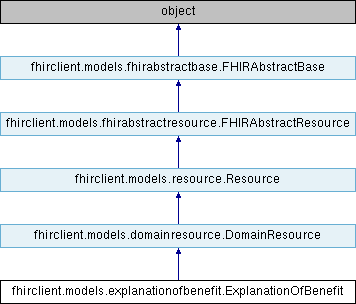 object
fhirclient.models.fhirabstractbase.FHIRAbstractBase
fhirclient.models.fhirabstractresource.FHIRAbstractResource
fhirclient.models.resource.Resource
fhirclient.models.domainresource.DomainResource
fhirclient.models.explanationofbenefit.ExplanationOfBenefit